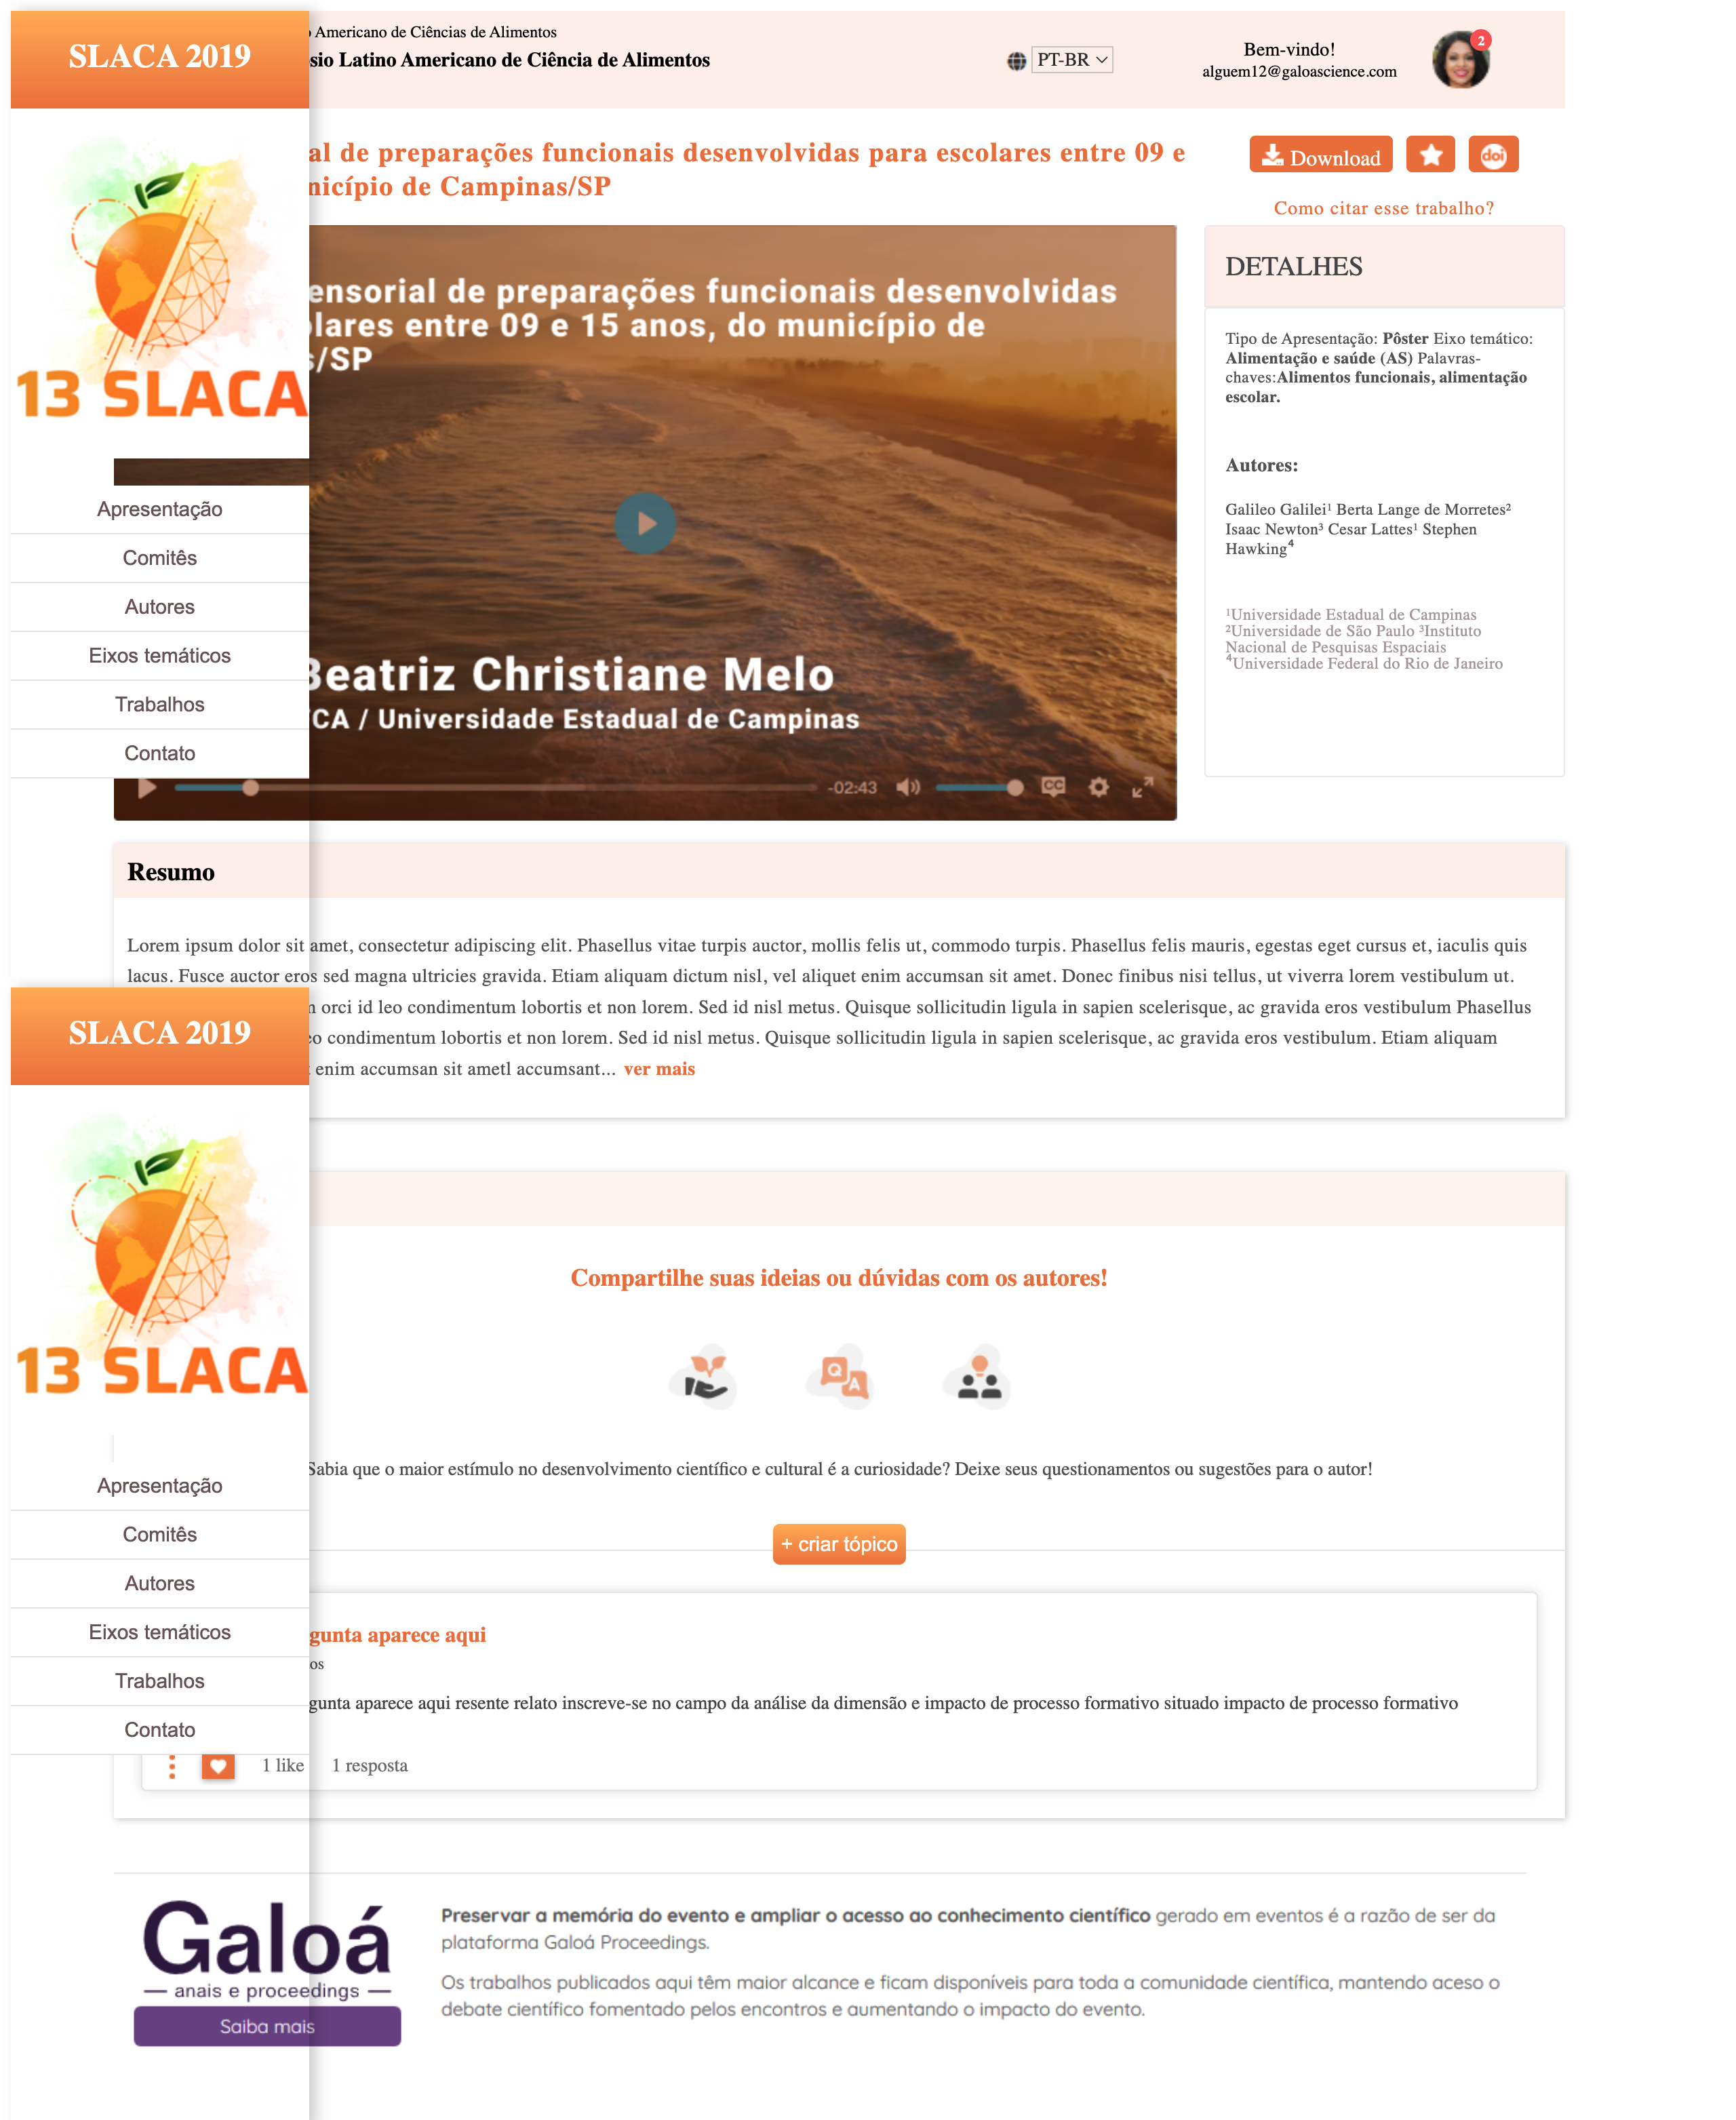 SLACA 2019
Americano de Ciências de Alimentos
Latino Americano de Ciência de Alimentos
PT-BR
Bem-vindo!
alguem12@galoascience.com
2
de preparações funcionais desenvolvidas para escolares entre 09 e
de Campinas/SP
Download
doi
Como citar esse trabalho?
13 SLACA
de preparações funcionais desenvolvidas
entre 09 e 15 anos, do município de
/SP
Beatriz Christiane Melo
/ Universidade Estadual de Campinas
-02:43
CC
DETALHES
Tipo de Apresentação: Pôster Eixo temático:
Alimentação e saúde (AS) Palavras-
chaves:Alimentos funcionais, alimentação
escolar.
Autores:
Galileo Galilei¹ Berta Lange de Morretes²
Isaac Newton³ Cesar Lattes¹ Stephen
Hawking⁴
¹Universidade Estadual de Campinas
²Universidade de São Paulo ³Instituto
Nacional de Pesquisas Espaciais
⁴Universidade Federal do Rio de Janeiro
Apresentação
Comitês
Autores
Eixos temáticos
Trabalhos
Contato
Resumo
Lorem ipsum dolor sit amet, consectetur adipiscing elit. Phasellus vitae turpis auctor, mollis felis ut, commodo turpis. Phasellus felis mauris, egestas eget cursus et, iaculis quis
lacus. Fusce auctor eros sed magna ultricies gravida. Etiam aliquam dictum nisl, vel aliquet enim accumsan sit amet. Donec finibus nisi tellus, ut viverra lorem vestibulum ut.
orci id leo condimentum lobortis et non lorem. Sed id nisl metus. Quisque sollicitudin ligula in sapien scelerisque, ac gravida eros vestibulum Phasellus
condimentum lobortis et non lorem. Sed id nisl metus. Quisque sollicitudin ligula in sapien scelerisque, ac gravida eros vestibulum. Etiam aliquam
enim accumsan sit ametl accumsant... ver mais
SLACA 2019
13 SLACA
Apresentação
Comitês
Autores
Eixos temáticos
Trabalhos
Contato
Compartilhe suas ideias ou dúvidas com os autores!
Q
A
Sabia que o maior estímulo no desenvolvimento científico e cultural é a curiosidade? Deixe seus questionamentos ou sugestões para o autor!
+ criar tópico
aparece aqui
aparece aqui resente relato inscreve-se no campo da análise da dimensão e impacto de processo formativo situado impacto de processo formativo
1 like 1 resposta
Galoá
anais e proceedings
Saiba mais
Preservar a memória do evento e ampliar o acesso ao conhecimento científico gerado em eventos é a razão de ser da
plataforma Galoá Proceedings.
Os trabalhos publicados aqui têm maior alcance e ficam disponíveis para toda a comunidade científica, mantendo aceso o
debate científico fomentado pelos encontros e aumentando o impacto do evento.